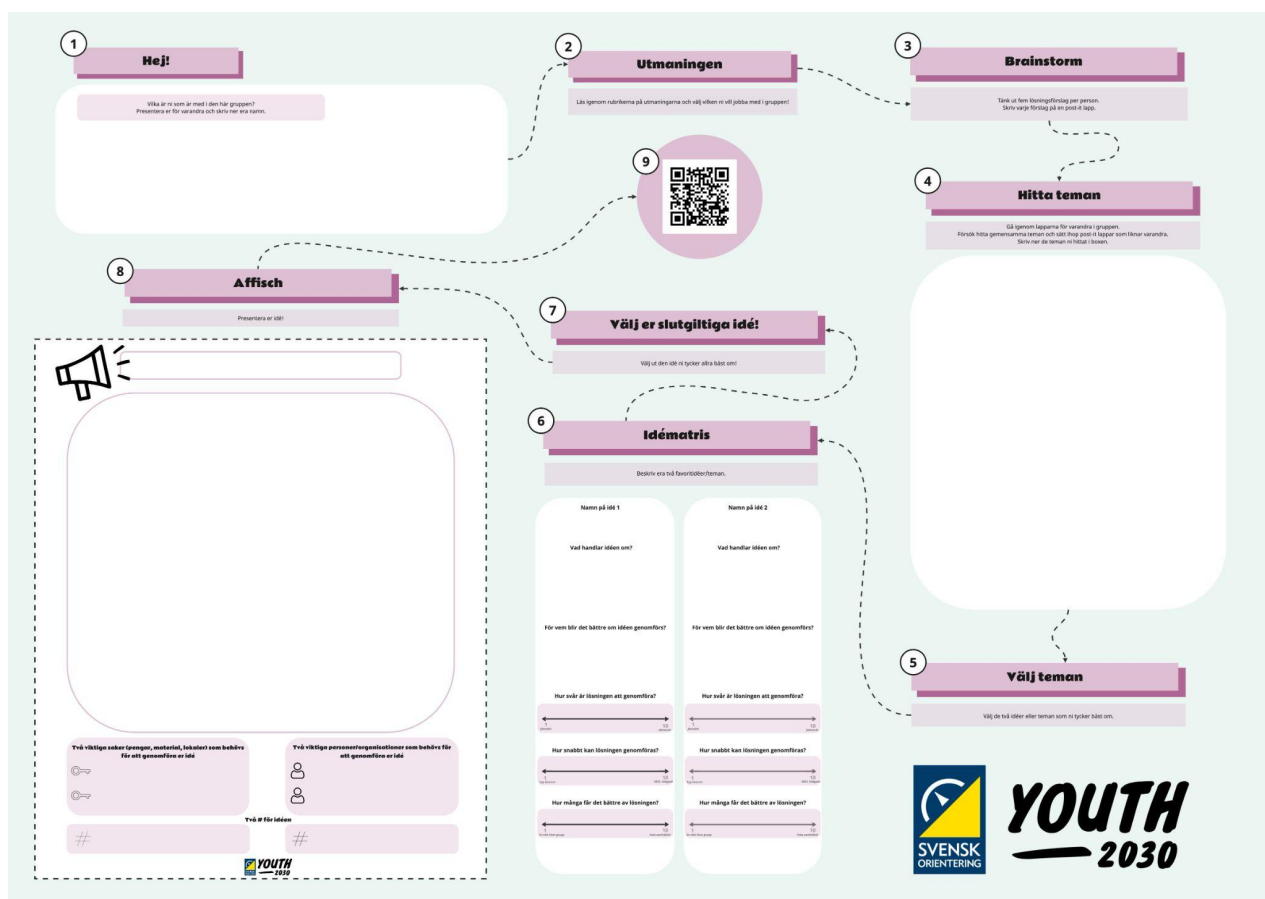 1
Hej!
Vilka är ni som är med i den här gruppen?
Presentera er för varandra och skriv ner era namn.
2
Utmaningen
Läs igenom rubrikerna på utmaningarna och välj vilken ni vill jobba med i gruppen!
3
Brainstorm
Tänk ut fem lösningsförslag per person.
Skriv varje förslag på en post-it lapp.
4
Hitta teman
Gå igenom lapparna för varandra i gruppen.
Försök hitta gemensamma teman och sätt ihop post-it lappar som liknar varandra.
Skriv ner de teman ni hittat i boxen.
5
Välj teman
Välj de två idéer eller teman som ni tycker bäst om.
6
Idématris
Beskriv era två favoritidéer/teman.
Namn på idé 1
Vad handlar idéen om?
För vem blir det bättre om idéen genomförs?
Hur svår är lösningen att genomföra?
1 10
Hur snabbt kan lösningen genomföras?
1 10
Hur många får det bättre av lösningen?
1 10
Namn på idé 2
Vad handlar idéen om?
För vem blir det bättre om idéen genomförs?
Hur svår är lösningen att genomföra?
1 10
Hur snabbt kan lösningen genomföras?
1 10
Hur många får det bättre av lösningen?
1 10
7
Välj er slutgiltiga idé!
Välj ut den idé ni tycker allra bäst om!
8
Affisch
Presentera er idé!
Två viktiga saker (pengar, material, lokaler) som behövs
för att genomföra er idé
Två viktiga personer/organisationer som behövs för
att genomföra er idé
Två # för idéen
#
#
YOUTH
2030
9
SVENSK
ORIENTERING
YOUTH
2030